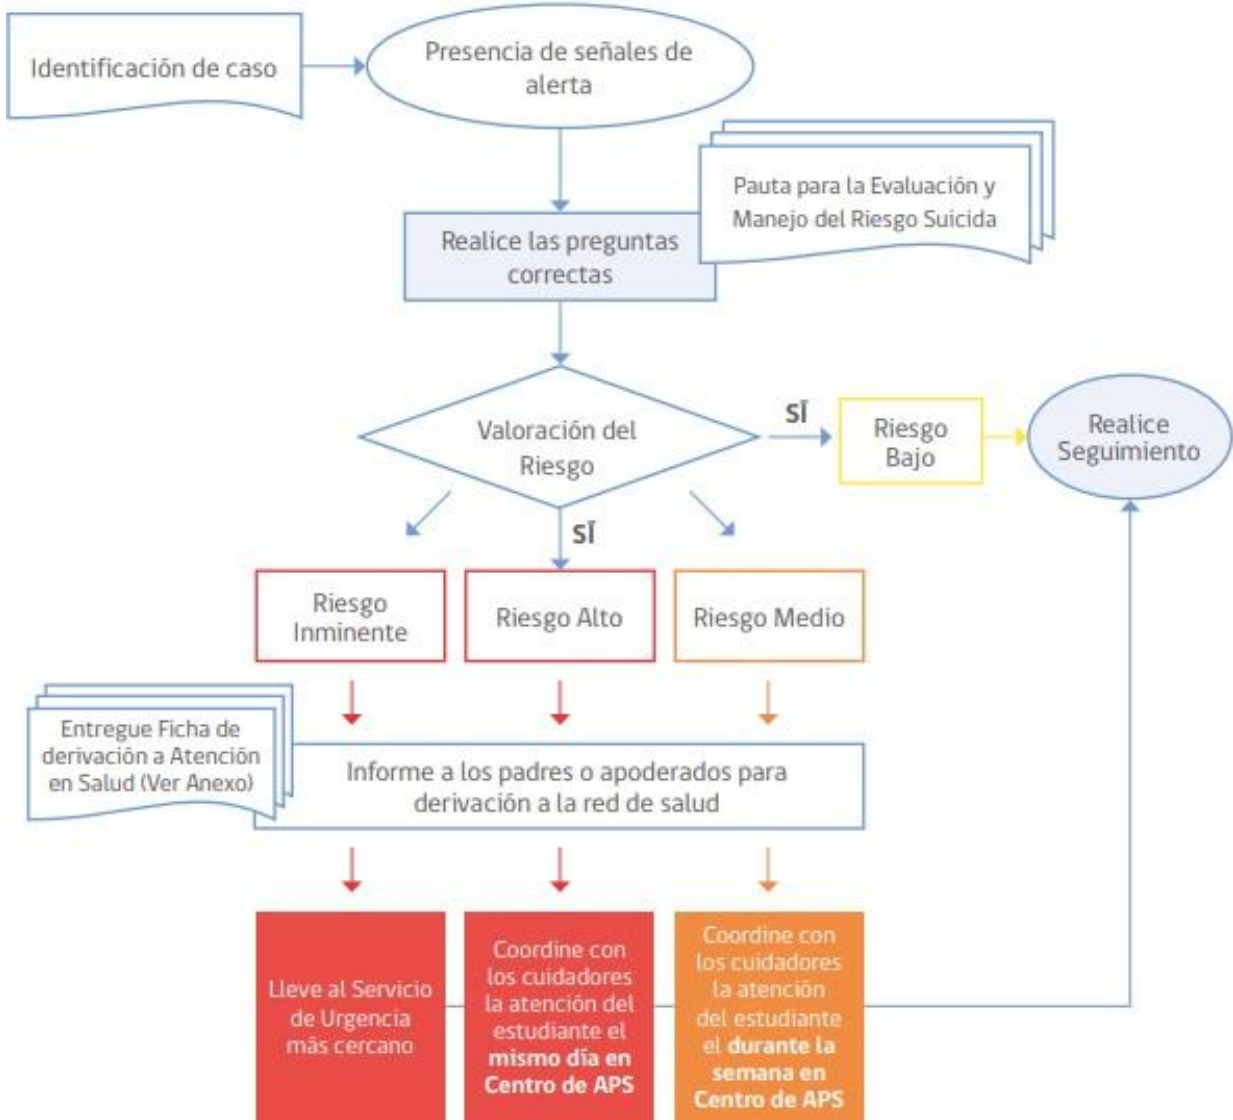 Identificación de caso
Presencia de señales de
alerta
Pauta para la Evaluación y
Manejo del Riesgo Suicida
Realice las preguntas
correctas
Valoración del
Riesgo
SÍ
Riesgo
Bajo
Realice
Seguimiento
SÍ
Riesgo
Inminente
Riesgo Alto
Riesgo Medio
Entregue Ficha de
derivación a Atención
en Salud (Ver Anexo)
Informe a los padres o apoderados para
derivación a la red de salud
Lleve al Servicio
de Urgencia
más cercano
Coordine con
los cuidadores
la atención del
estudiante el
mismo día en
Centro de APS
Coordine con
los cuidadores
la atención
del estudiante
el durante la
semana en
Centro de APS